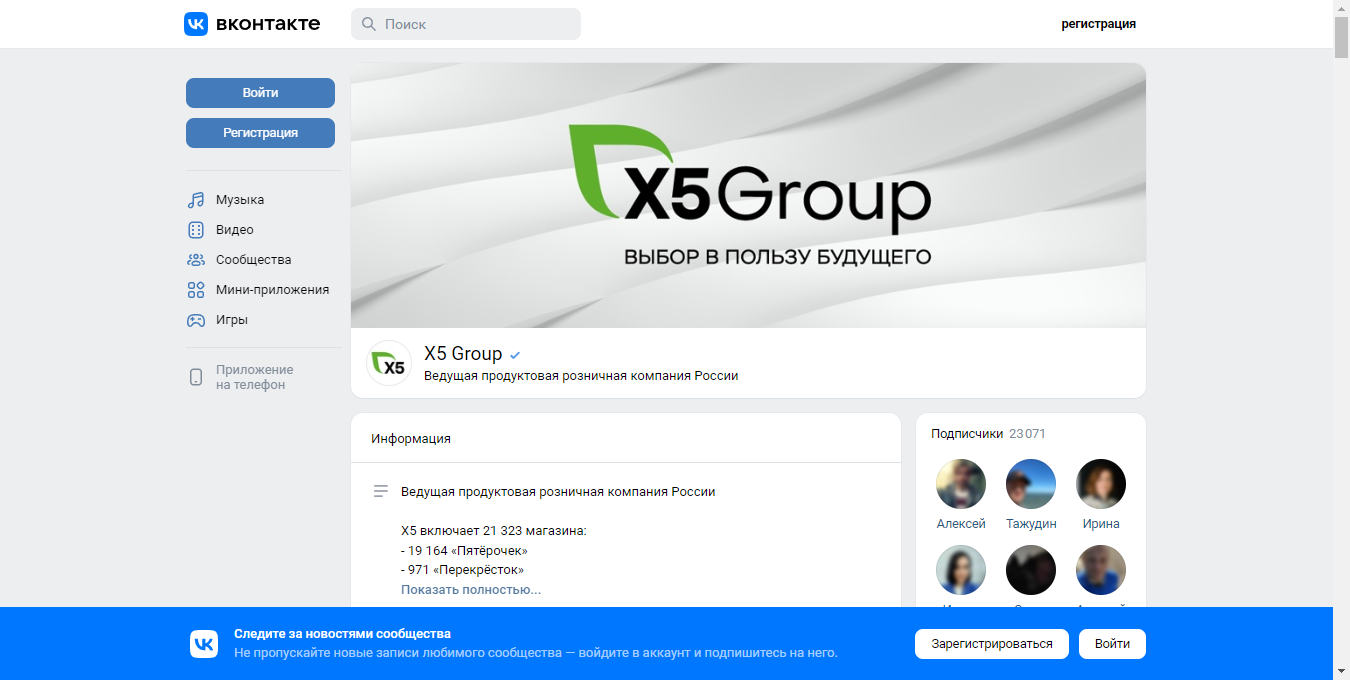 вконтакте
Поиск
регистрация
Войти
Регистрация
Музыка
Видео
Сообщества
Мини-приложения
Игры
Приложение
на телефон
X5 Group
ВЫБОР В ПОЛЬЗУ БУДУЩЕГО
X5
X5 Group
Ведущая продуктовая розничная компания России
Информация
Ведущая продуктовая розничная компания России
X5 включает 21 323 магазина:
- 19 164 «Пятёрочек»
- 971 «Перекрёсток»
Показать полностью...
Подписчики 23 071
Алексей Тажудин Ирина
Следите за новостями сообщества
Не пропускайте новые записи любимого сообщества — войдите в аккаунт и подпишитесь на него.
Зарегистрироваться
Войти